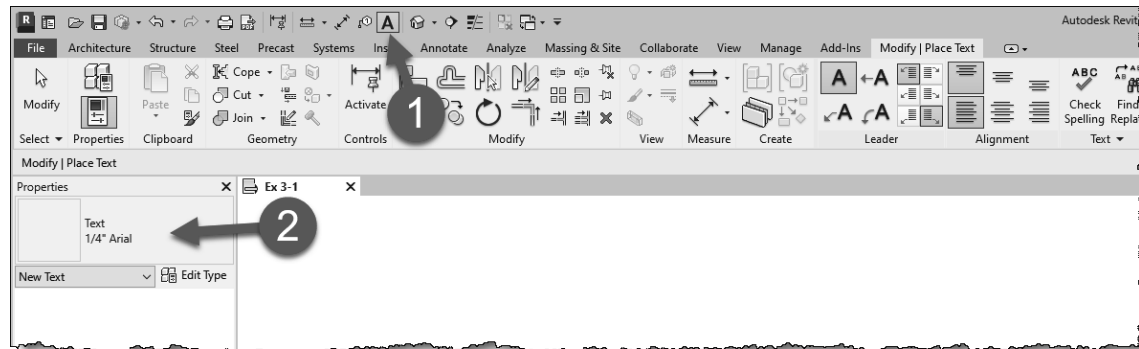 R A Autodesk Revit
File Architecture Structure Steel Precast Systems Ins Annotate Analyze Massing & Site Collaborate View Manage Add-Ins Modify | Place Text
Modify Paste Cope Cut Join Activate 1 A A A A ABC Check Spelling Find
Select Properties Clipboard Geometry Controls Modify View Measure Create Leader Alignment Text
Modify | Place Text
Properties X Ex 3-1 X
Text
1/4" Arial
2
New Text Edit Type